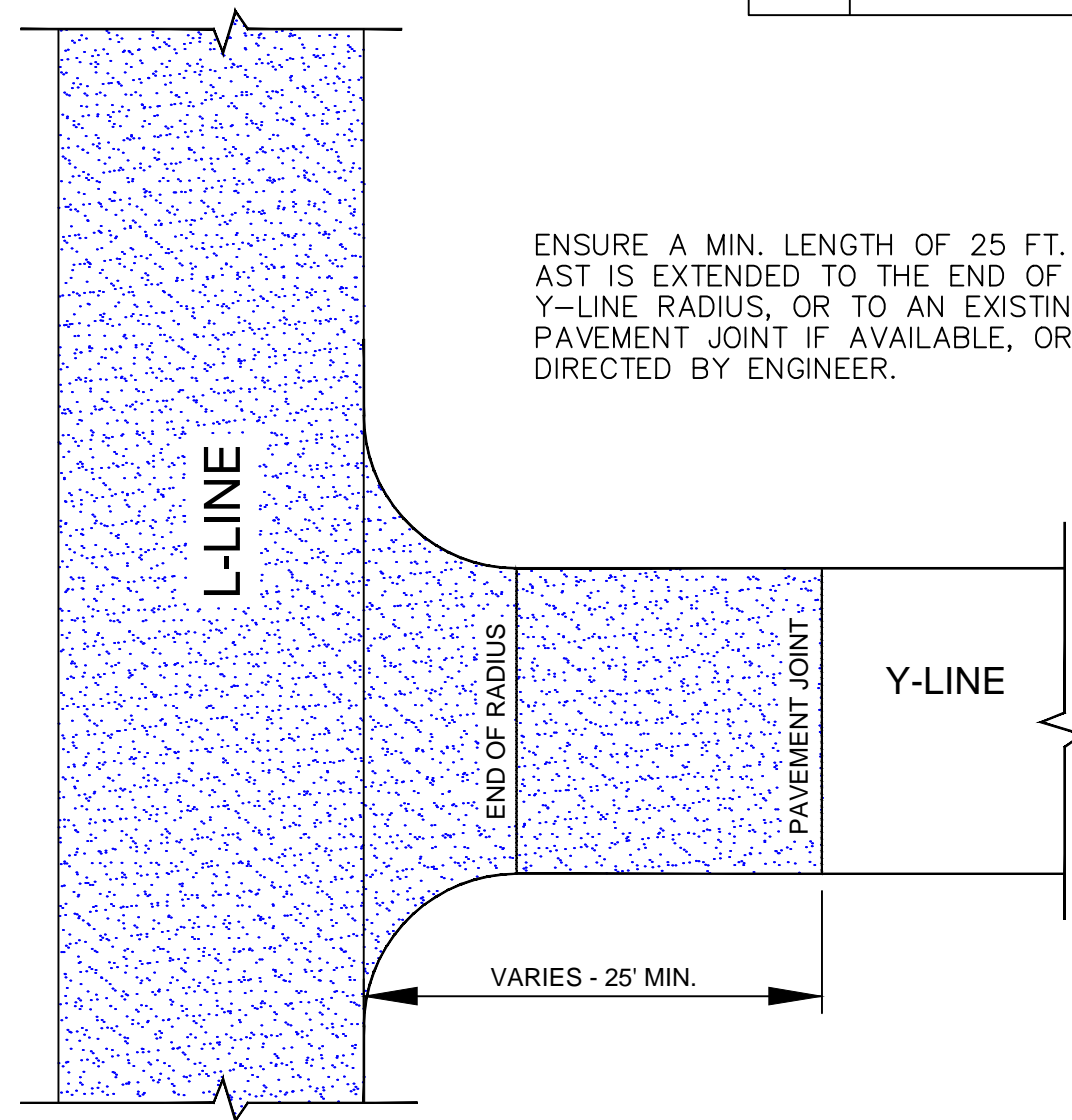 ENSURE A MIN. LENGTH OF 25 FT.
AST IS EXTENDED TO THE END OF
Y-LINE RADIUS, OR TO AN EXISTIN
PAVEMENT JOINT IF AVAILABLE, OR
DIRECTED BY ENGINEER.
L-LINE
END OF RADIUS
PAVEMENT JOINT
Y-LINE
VARIES - 25' MIN.